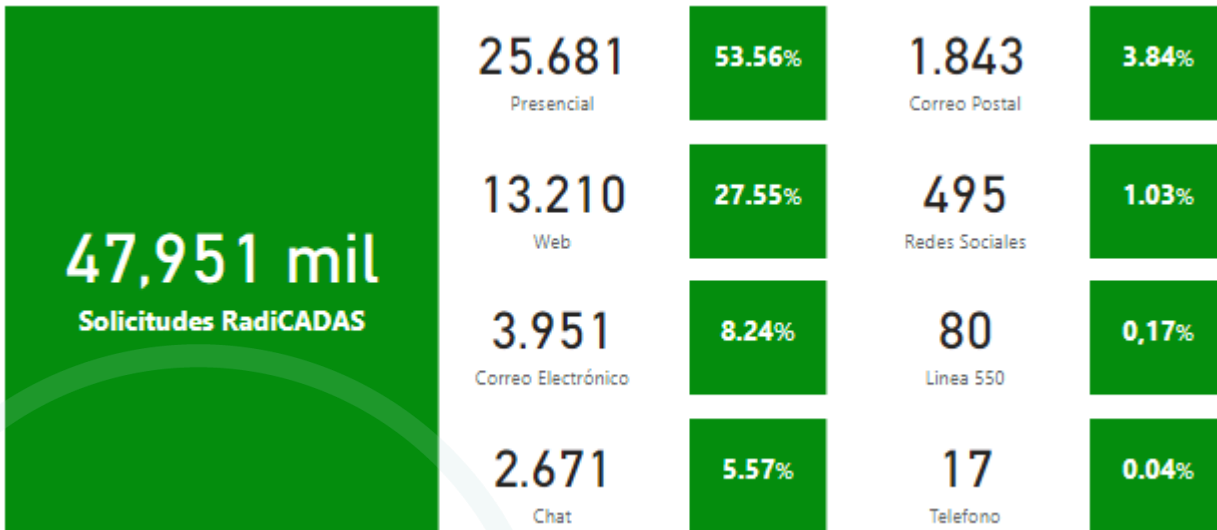 47,951 mil
Solicitudes RadiCADAS
25.681
Presencial
53.56%
1.843
Correo Postal
3.84%
13.210
Web
27.55%
495
Redes Sociales
1.03%
3.951
Correo Electrónico
8.24%
80
Linea 550
0,17%
2.671
Chat
5.57%
17
Telefono
0.04%